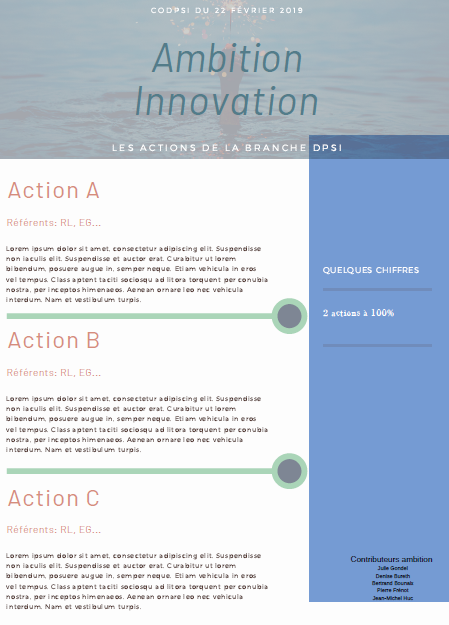 CODPSI DU 22 FÉVRIER 2019
Ambition
Innovation
LES ACTIONS DE LA BRANCHE DPSI
Action A
Référents: RL, EG...
Lorem ipsum dolor sit amet, consectetur adipiscing elit. Suspendisse
non iaculis elit. Suspendisse et auctor erat. Curabitur ut lorem
bibendum, posuere augue in, semper neque. Etiam vehicula in eros
vel tempus. Class aptent taciti sociosqu ad litora torquent per conubia
nostra, per inceptos himenaeos. Aenean ornare leo nec vehicula
interdum. Nam et vestibulum turpis.
Action B
Référents: RL, EG...
Lorem ipsum dolor sit amet, consectetur adipiscing elit. Suspendisse
non iaculis elit. Suspendisse et auctor erat. Curabitur ut lorem
bibendum, posuere augue in, semper neque. Etiam vehicula in eros
vel tempus. Class aptent taciti sociosqu ad litora torquent per conubia
nostra, per inceptos himenaeos. Aenean ornare leo nec vehicula
interdum. Nam et vestibulum turpis.
Action C
Référents: RL, EG...
Lorem ipsum dolor sit amet, consectetur adipiscing elit. Suspendisse
non iaculis elit. Suspendisse et auctor erat. Curabitur ut lorem
bibendum, posuere augue in, semper neque. Etiam vehicula in eros
vel tempus. Class aptent taciti sociosqu ad litora torquent per conubia
nostra, per inceptos himenaeos. Aenean ornare leo nec vehicula
interdum. Nam et vestibulum turpis.
QUELQUES CHIFFRES
2 actions à 100%
Contributeurs ambition
Julie Gondel
Denise Bureth
Bertrand Bounais
Pierre Frénot
Jean-Michel Huc